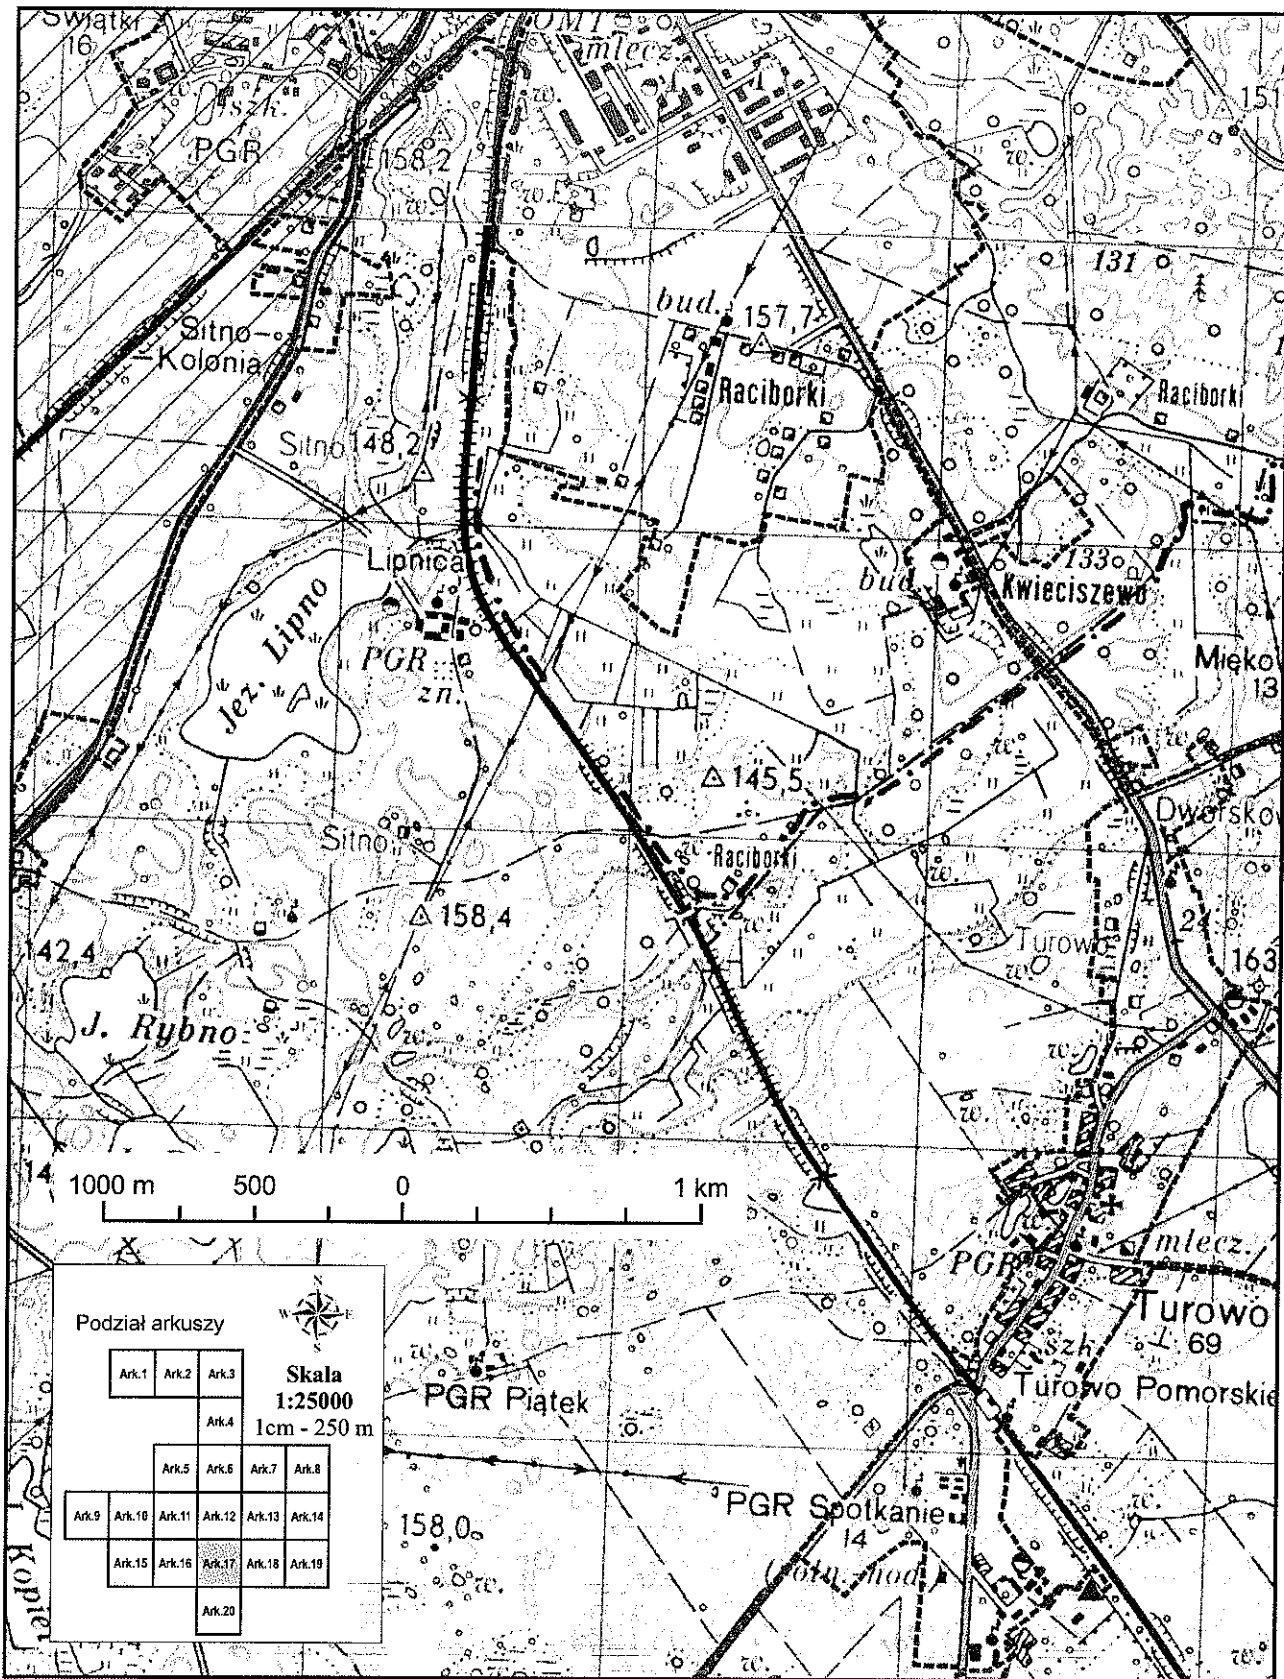 Świątki
16
w.
szk.
PGR
mlecz.
158,2
w.
w.
w.
w.
151
131
Sitno-
Kolonia
bud.
157,7
Raciborki
Raciborki
Sitno
148,2
Lipnica
Jez. Lipno
PGR
zn.
bud.
133
Kwieciszewo
Mięko
13
w.
145,5
Dworsko
Sitno
w.
Raciborki
w.
w.
158,4
142,4
J. Rybno
w.
Turowo
w.
24
163
w.
w.
14
1000 m 500 0 1 km
w.
PGR
mlecz.
Turowo
69
szk.
Turowo Pomorskie
Podział arkuszy
N
W E
S
Skala
1:25000
1cm - 250 m
Ark.1 Ark.2 Ark.3
Ark.4
Ark.5 Ark.6 Ark.7 Ark.8
Ark.9 Ark.10 Ark.11 Ark.12 Ark.13 Ark.14
Ark.15 Ark.16 Ark.17 Ark.18 Ark.19
Ark.20
w.
PGR Piątek
PGR Spotkanie
14
158,0
w.
w.
w.